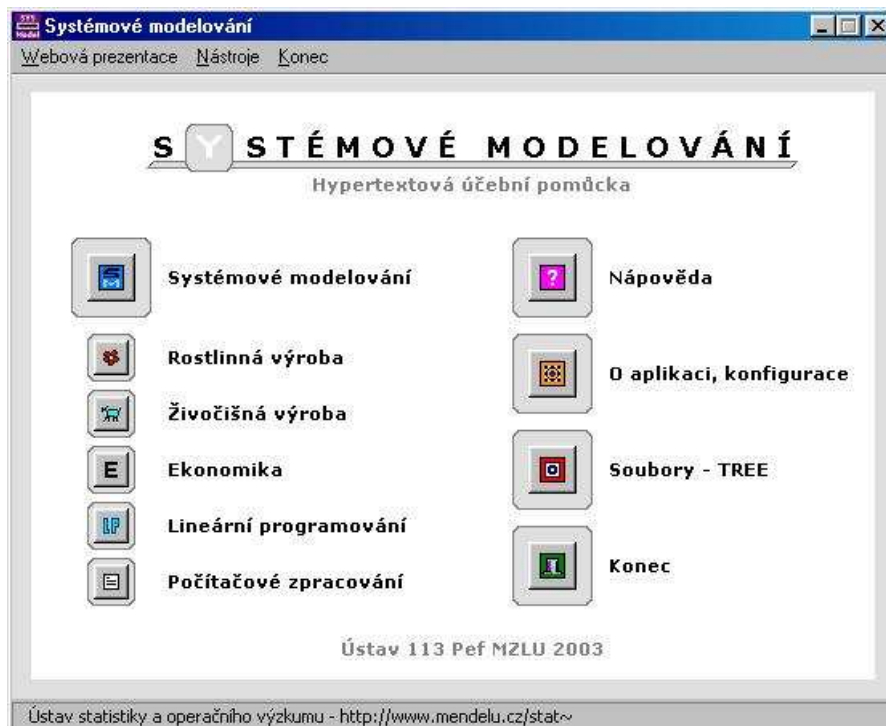 Systémové modelování
Webová prezentace Nástroje Konec
SYSTÉMOVÉ MODELOVÁNÍ
Hypertextová účební pomůcka
Systémové modelování
Rostlinná výroba
Živočišná výroba
E
Ekonomika
LP
Lineární programování
Počítačové zpracování
?
Nápověda
O aplikaci, konfigurace
Soubory - TREE
Konec
Ústav 113 Pef MZLU 2003
Ústav statistiky a operačního výzkumu - http://www.mendelu.cz/stat~